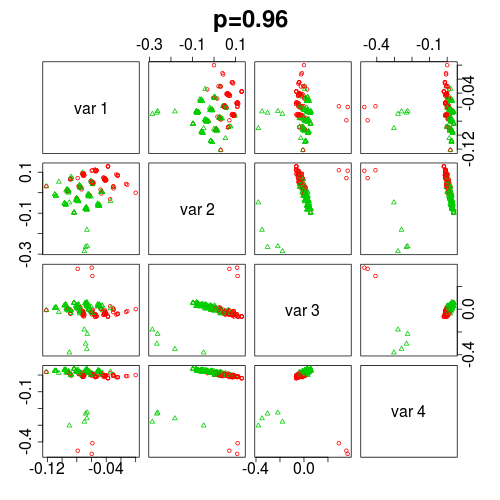 p=0.96
-0.3 -0.1 0.1 -0.4 -0.1
var 1
-0.12 -0.04
-0.3 -0.1 0.1
var 2
var 3
-0.4 0.0
-0.4 -0.1
var 4
-0.12 -0.04 -0.4 0.0